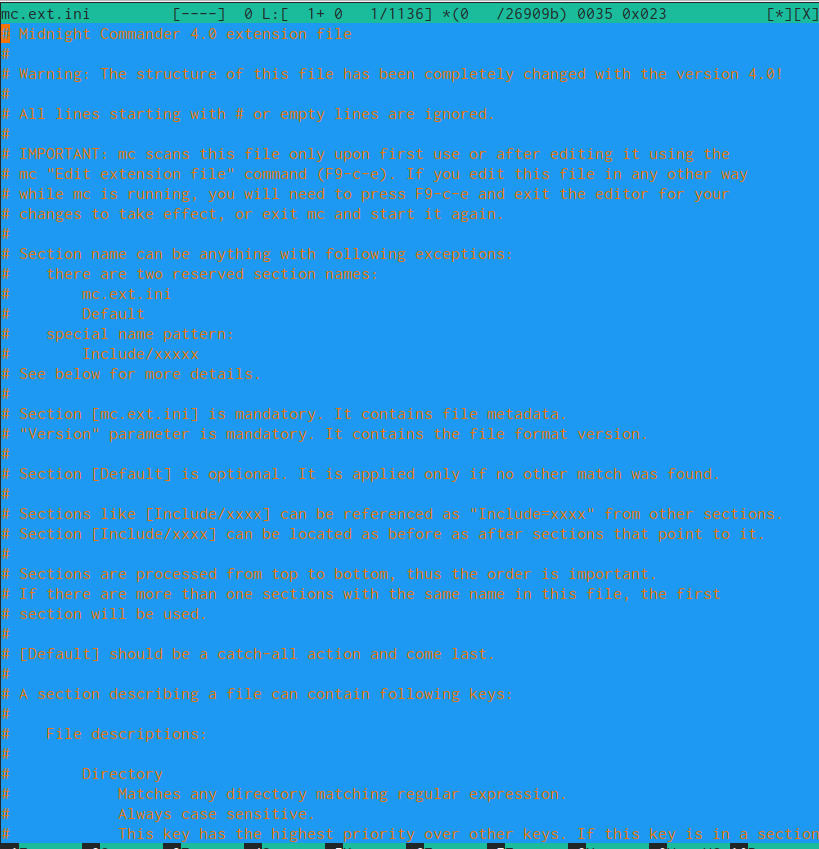 mc.ext.ini [----] 0 L:[ 1+ 0 1/1136] *(0 /26909b) 0035 0x023 [*][X]
# Midnight Commander 4.0 extension file
#
# Warning: The structure of this file has been completely changed with the version 4.0!
#
# All lines starting with # or empty lines are ignored.
#
# IMPORTANT: mc scans this file only upon first use or after editing it using the
# mc "Edit extension file" command (F9-c-e). If you edit this file in any other way
# while mc is running, you will need to press F9-c-e and exit the editor for your
# changes to take effect, or exit mc and start it again.
#
# Section name can be anything with following exceptions:
# there are two reserved section names:
# mc.ext.ini
# Default
# special name pattern:
# Include/xxxxx
# See below for more details.
#
# Section [mc.ext.ini] is mandatory. It contains file metadata.
# "Version" parameter is mandatory. It contains the file format version.
#
# Section [Default] is optional. It is applied only if no other match was found.
#
# Sections like [Include/xxxx] can be referenced as "Include=xxxx" from other sections.
# Section [Include/xxxx] can be located as before as after sections that point to it.
#
# Sections are processed from top to bottom, thus the order is important.
# If there are more than one sections with the same name in this file, the first
# section will be used.
#
# [Default] should be a catch-all action and come last.
#
# A section describing a file can contain following keys:
#
# File descriptions:
#
# Directory
# Matches any directory matching regular expression.
# Always case sensitive.
# This key has the highest priority over other keys. If this key is in a section